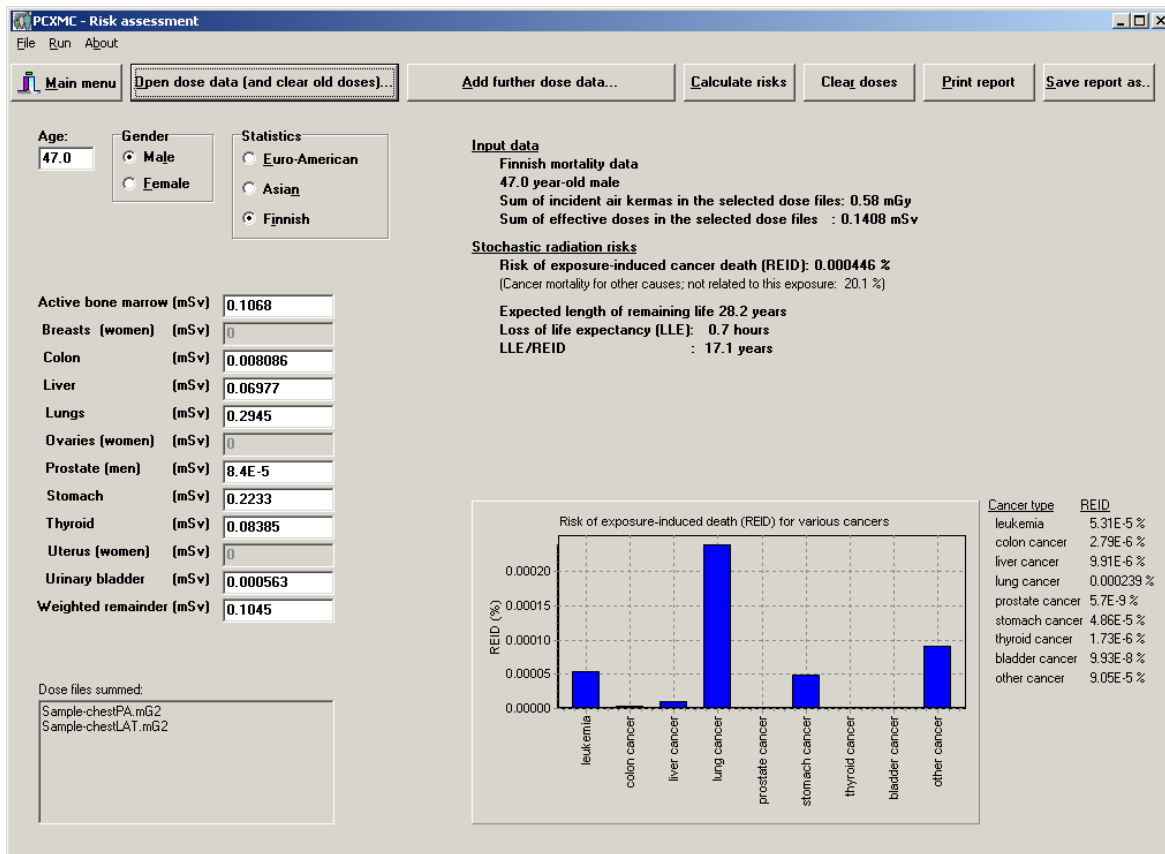 PCXMC - Risk assessment
File Run About
Main menu Open dose data (and clear old doses)... Add further dose data... Calculate risks Clear doses Print report Save report as..
Age:
47.0
Gender
Male
Female
Statistics
Euro-American
Asian
Finnish
Input data
Finnish mortality data
47.0 year-old male
Sum of incident air kermas in the selected dose files: 0.58 mGy
Sum of effective doses in the selected dose files : 0.1408 mSv
Stochastic radiation risks
Risk of exposure-induced cancer death (REID): 0.000446 %
(Cancer mortality for other causes; not related to this exposure: 20.1 %)
Expected length of remaining life 28.2 years
Loss of life expectancy (LLE): 0.7 hours
LLE/REID : 17.1 years
Active bone marrow (mSv) 0.1068
Breasts (women) (mSv) 0
Colon (mSv) 0.008086
Liver (mSv) 0.06977
Lungs (mSv) 0.2945
Ovaries (women) (mSv) 0
Prostate (men) (mSv) 8.4E-5
Stomach (mSv) 0.2233
Thyroid (mSv) 0.08385
Uterus (women) (mSv) 0
Urinary bladder (mSv) 0.000563
Weighted remainder (mSv) 0.1045
Dose files summed:
Sample-chestPA.mG2
Sample-chestLAT.mG2
Risk of exposure-induced death (REID) for various cancers
REID (%)
0.00020
0.00015
0.00010
0.00005
0.00000
leukemia
colon cancer
liver cancer
lung cancer
prostate cancer
stomach cancer
thyroid cancer
bladder cancer
other cancer
Cancer type REID
leukemia 5.31E-5 %
colon cancer 2.79E-6 %
liver cancer 9.91E-6 %
lung cancer 0.000239 %
prostate cancer 5.7E-9 %
stomach cancer 4.86E-5 %
thyroid cancer 1.73E-6 %
bladder cancer 9.93E-8 %
other cancer 9.05E-5 %